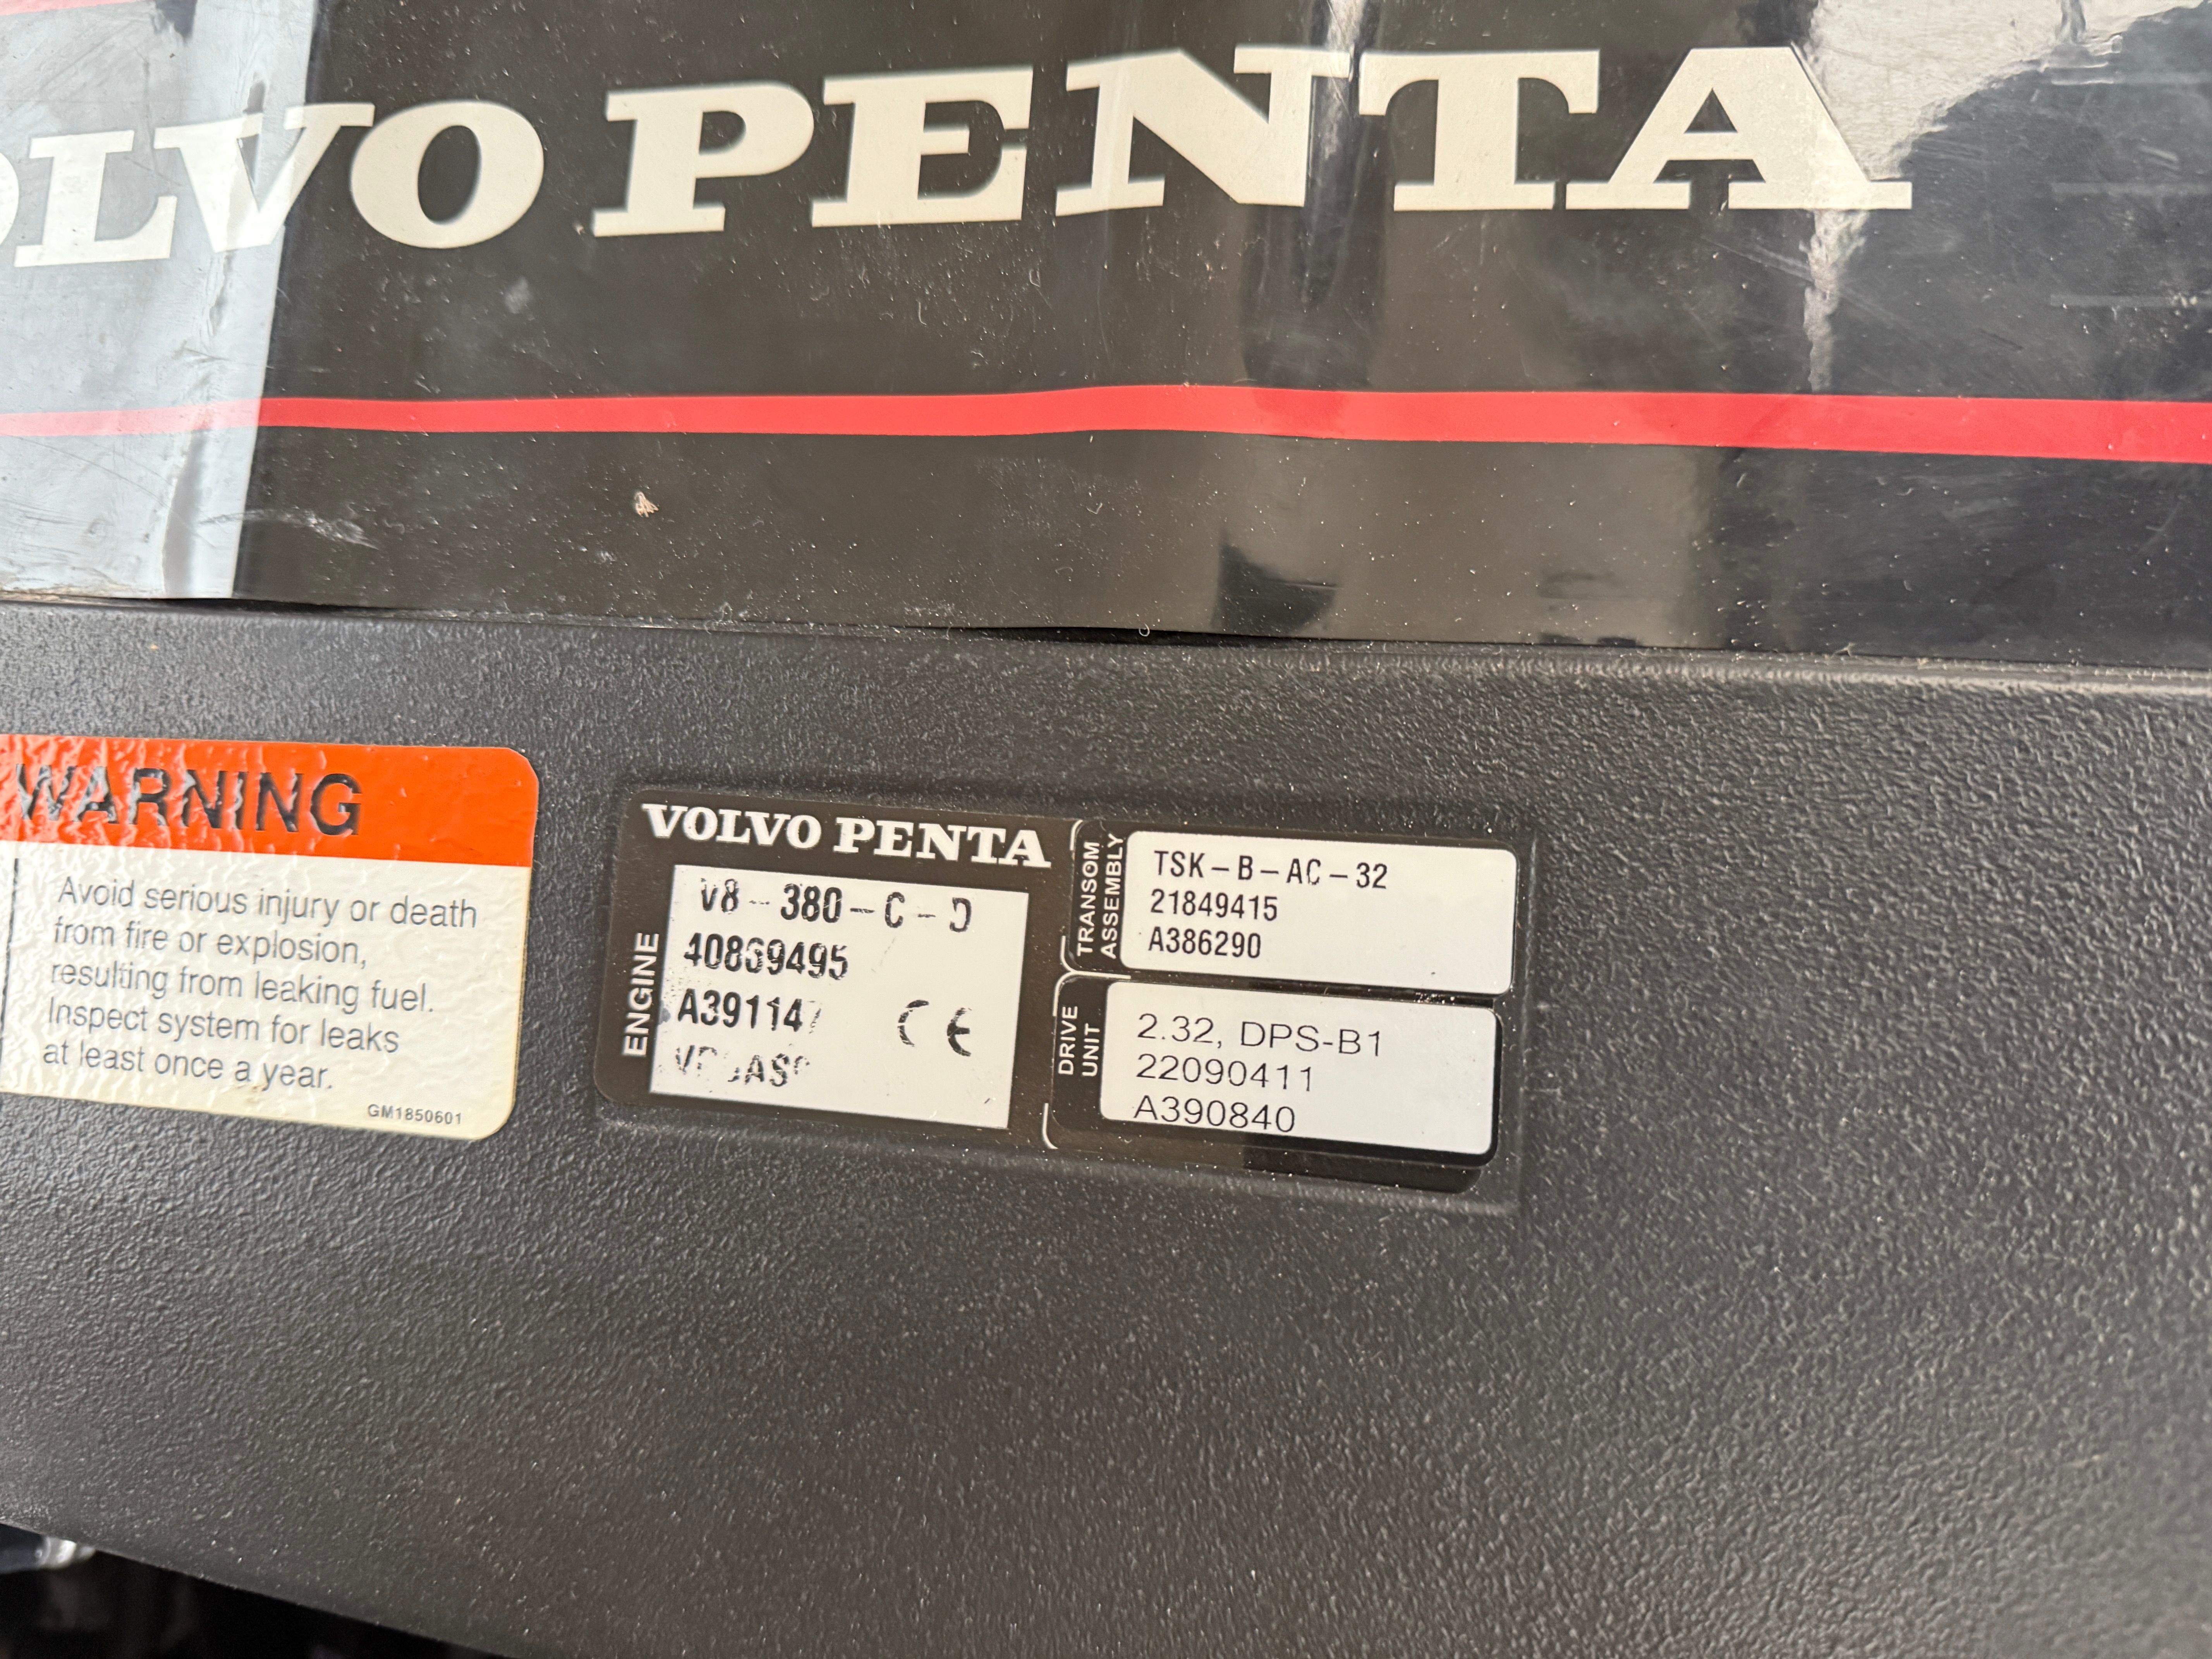 VOLVO PENTA
WARNING
Avoid serious injury or death
from fire or explosion,
resulting from leaking fuel.
Inspect system for leaks
at least once a year.
GM1850601
VOLVO PENTA
ENGINE
V8-380-C-D
40869495
A39114
CE
TRANSOM
ASSEMBLY
TSK-B-AC-32
21849415
A386290
DRIVE
UNIT
2.32, DPS-B1
22090411
A390840